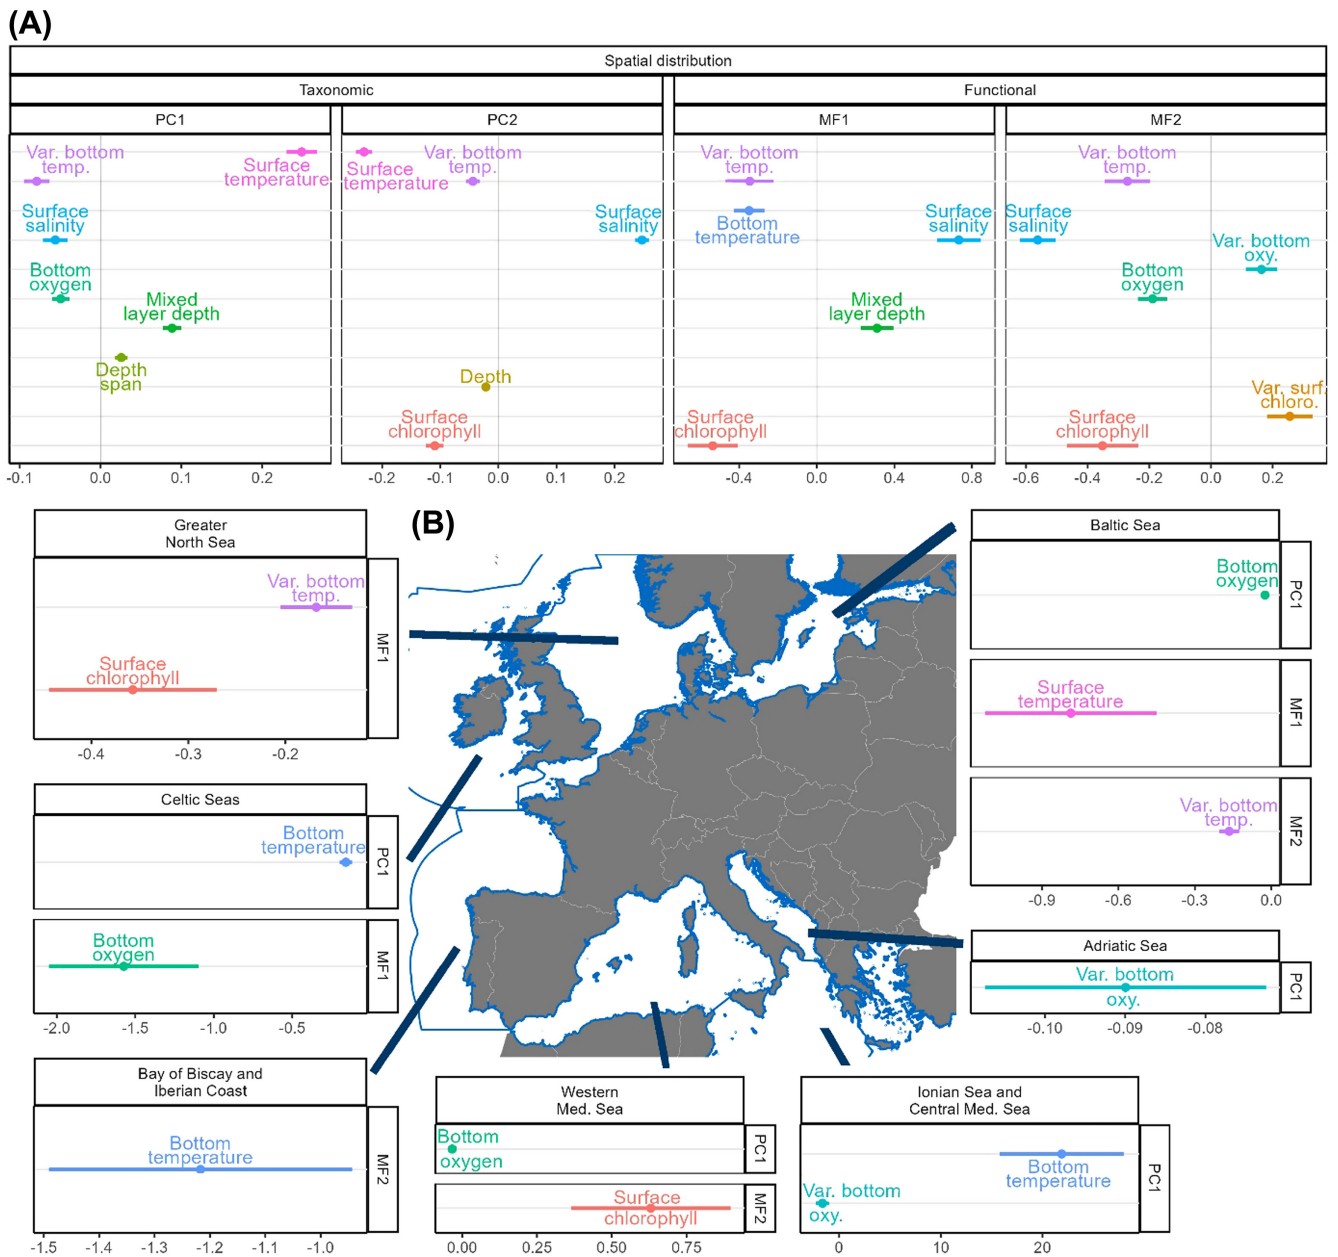 (A)
Spatial distribution
Taxonomic
Functional
PC1
PC2
MF1
MF2
Var. bottom
temp.
Surface
temperature
Surface
salinity
Bottom
oxygen
Mixed
layer depth
Depth
span
-0.1
0.0
0.1
0.2
Surface
temperature
Var. bottom
temp.
Surface
salinity
Depth
Surface
chlorophyll
-0.2
-0.1
0.0
0.1
0.2
Var. bottom
temp.
Bottom
temperature
Surface
salinity
Mixed
layer depth
Surface
chlorophyll
-0.4
0.0
0.4
0.8
Var. bottom
temp.
Surface
salinity
Var. bottom
oxy.
Bottom
oxygen
Var. surf.
chloro.
Surface
chlorophyll
-0.6
-0.4
-0.2
0.0
0.2
(B)
Greater
North Sea
Var. bottom
temp.
Surface
chlorophyll
MF1
-0.4
-0.3
-0.2
Celtic Seas
Bottom
temperature
PC1
Bottom
oxygen
MF1
-2.0
-1.5
-1.0
-0.5
Bay of Biscay and
Iberian Coast
Bottom
temperature
MF2
-1.5
-1.4
-1.3
-1.2
-1.1
-1.0
Baltic Sea
Bottom
oxygen
PC1
Surface
temperature
MF1
Var. bottom
temp.
MF2
-0.9
-0.6
-0.3
0.0
Adriatic Sea
Var. bottom
oxy.
PC1
-0.10
-0.09
-0.08
Western
Med. Sea
Bottom
oxygen
PC1
Surface
chlorophyll
MF2
0.00
0.25
0.50
0.75
Ionian Sea and
Central Med. Sea
Bottom
temperature
Var. bottom
oxy.
PC1
0
10
20